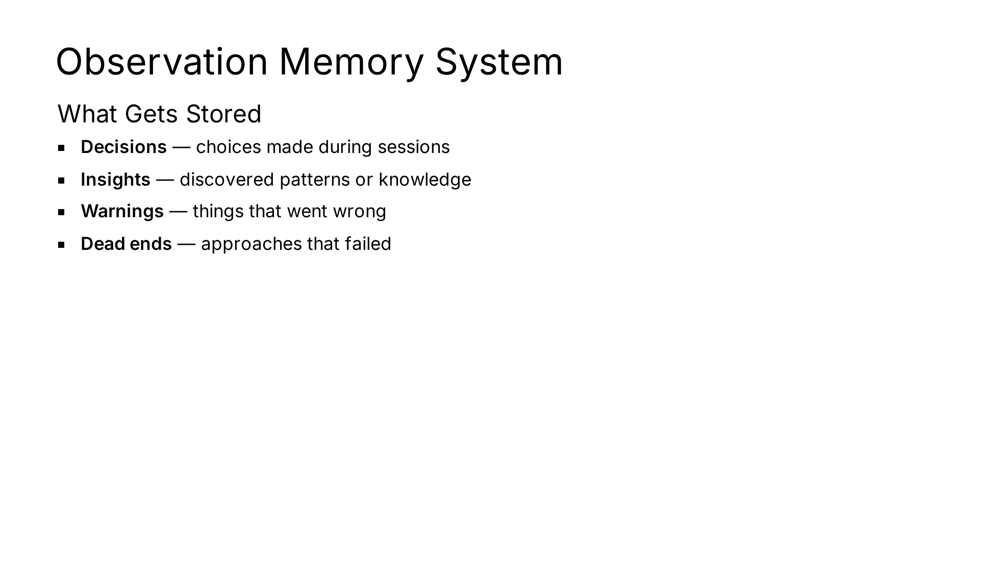 Observation Memory System
What Gets Stored
▪ Decisions — choices made during sessions
▪ Insights — discovered patterns or knowledge
▪ Warnings — things that went wrong
▪ Dead ends — approaches that failed